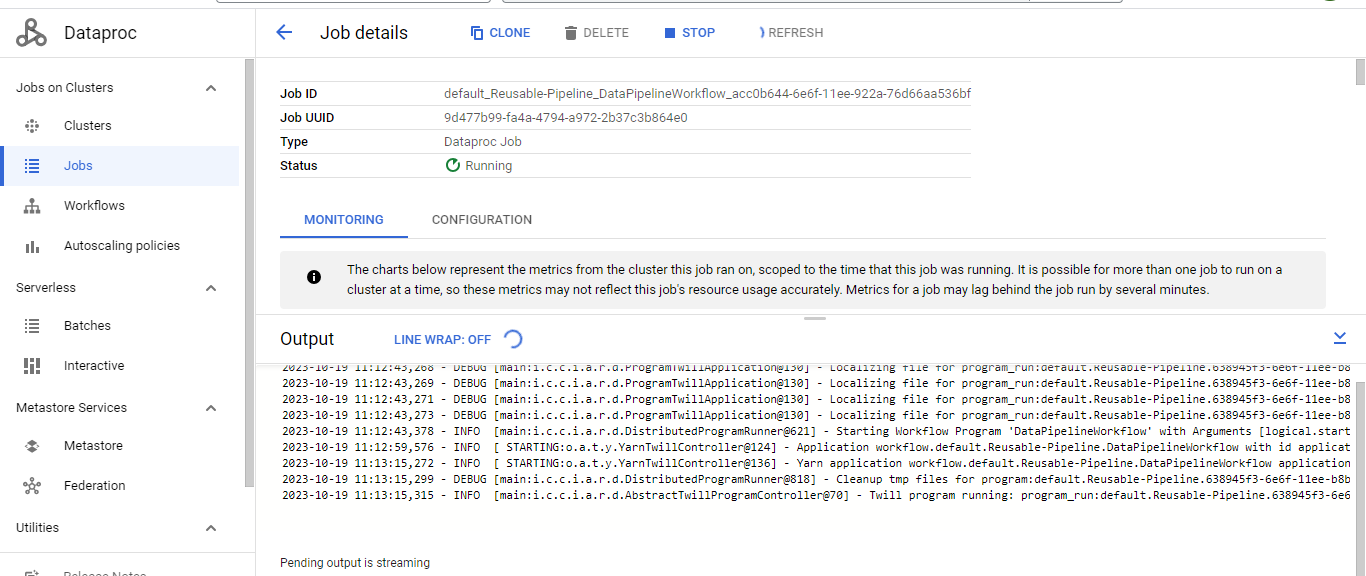 Dataproc
Job details
CLONE
DELETE
STOP
REFRESH
Jobs on Clusters
Clusters
Jobs
Workflows
Autoscaling policies
Serverless
Batches
Interactive
Metastore Services
Metastore
Federation
Utilities
Release Notes
Job ID default_Reusable-Pipeline_DataPipelineWorkflow_acc0b644-6e6f-11ee-922a-76d66aa536bf
Job UUID 9d477b99-fa4a-4794-a972-2b37c3b864e0
Type Dataproc Job
Status Running
MONITORING CONFIGURATION
The charts below represent the metrics from the cluster this job ran on, scoped to the time that this job was running. It is possible for more than one job to run on a
cluster at a time, so these metrics may not reflect this job's resource usage accurately. Metrics for a job may lag behind the job run by several minutes.
Output LINE WRAP: OFF
2023-10-19 11:12:43,268 - DEBUG [main:i.c.c.i.a.r.d.ProgramTwillApplication@130] - Localizing file for program_run:default.Reusable-Pipeline.638945f3-6e6f-11ee-b8
2023-10-19 11:12:43,269 - DEBUG [main:i.c.c.i.a.r.d.ProgramTwillApplication@130] - Localizing file for program_run:default.Reusable-Pipeline.638945f3-6e6f-11ee-b8
2023-10-19 11:12:43,271 - DEBUG [main:i.c.c.i.a.r.d.ProgramTwillApplication@130] - Localizing file for program_run:default.Reusable-Pipeline.638945f3-6e6f-11ee-b8
2023-10-19 11:12:43,273 - DEBUG [main:i.c.c.i.a.r.d.ProgramTwillApplication@130] - Localizing file for program_run:default.Reusable-Pipeline.638945f3-6e6f-11ee-b8
2023-10-19 11:12:43,378 - INFO [main:i.c.c.i.a.r.d.DistributedProgramRunner@621] - Starting Workflow Program 'DataPipelineWorkflow' with Arguments [logical.start
2023-10-19 11:12:59,576 - INFO [ STARTING:o.a.t.y.YarnTwillController@124] - Application workflow.default.Reusable-Pipeline.DataPipelineWorkflow with id applicat
2023-10-19 11:13:15,272 - INFO [ STARTING:o.a.t.y.YarnTwillController@136] - Yarn application workflow.default.Reusable-Pipeline.DataPipelineWorkflow application
2023-10-19 11:13:15,299 - DEBUG [main:i.c.c.i.a.r.d.DistributedProgramRunner@818] - Cleanup tmp files for program:default.Reusable-Pipeline.638945f3-6e6f-11ee-b8b
2023-10-19 11:13:15,315 - INFO [main:i.c.c.i.a.r.d.AbstractTwillProgramController@70] - Twill program running: program_run:default.Reusable-Pipeline.638945f3-6e6
Pending output is streaming